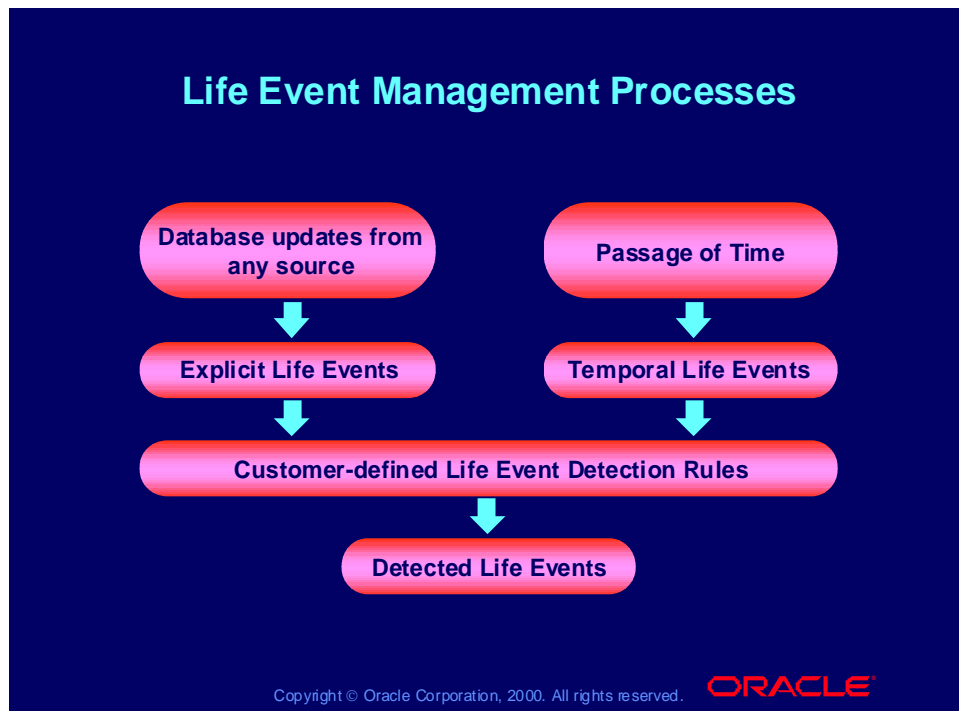 Life Event Management Processes
Database updates from
any source
Passage of Time
Explicit Life Events
Temporal Life Events
Customer-defined Life Event Detection Rules
Detected Life Events
Copyright © Oracle Corporation, 2000. All rights reserved.
ORACLE®